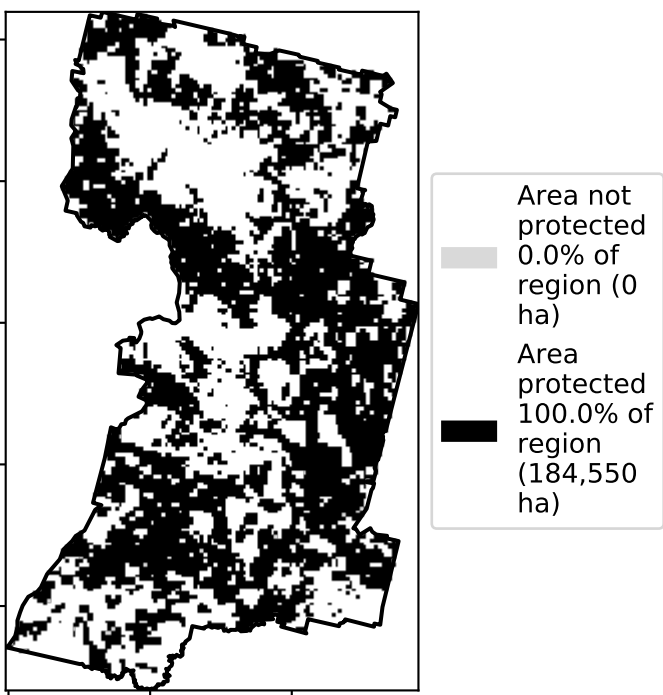 Area not
protected
0.0% of
region (0
ha)
Area
protected
100.0% of
region
(184,550
ha)